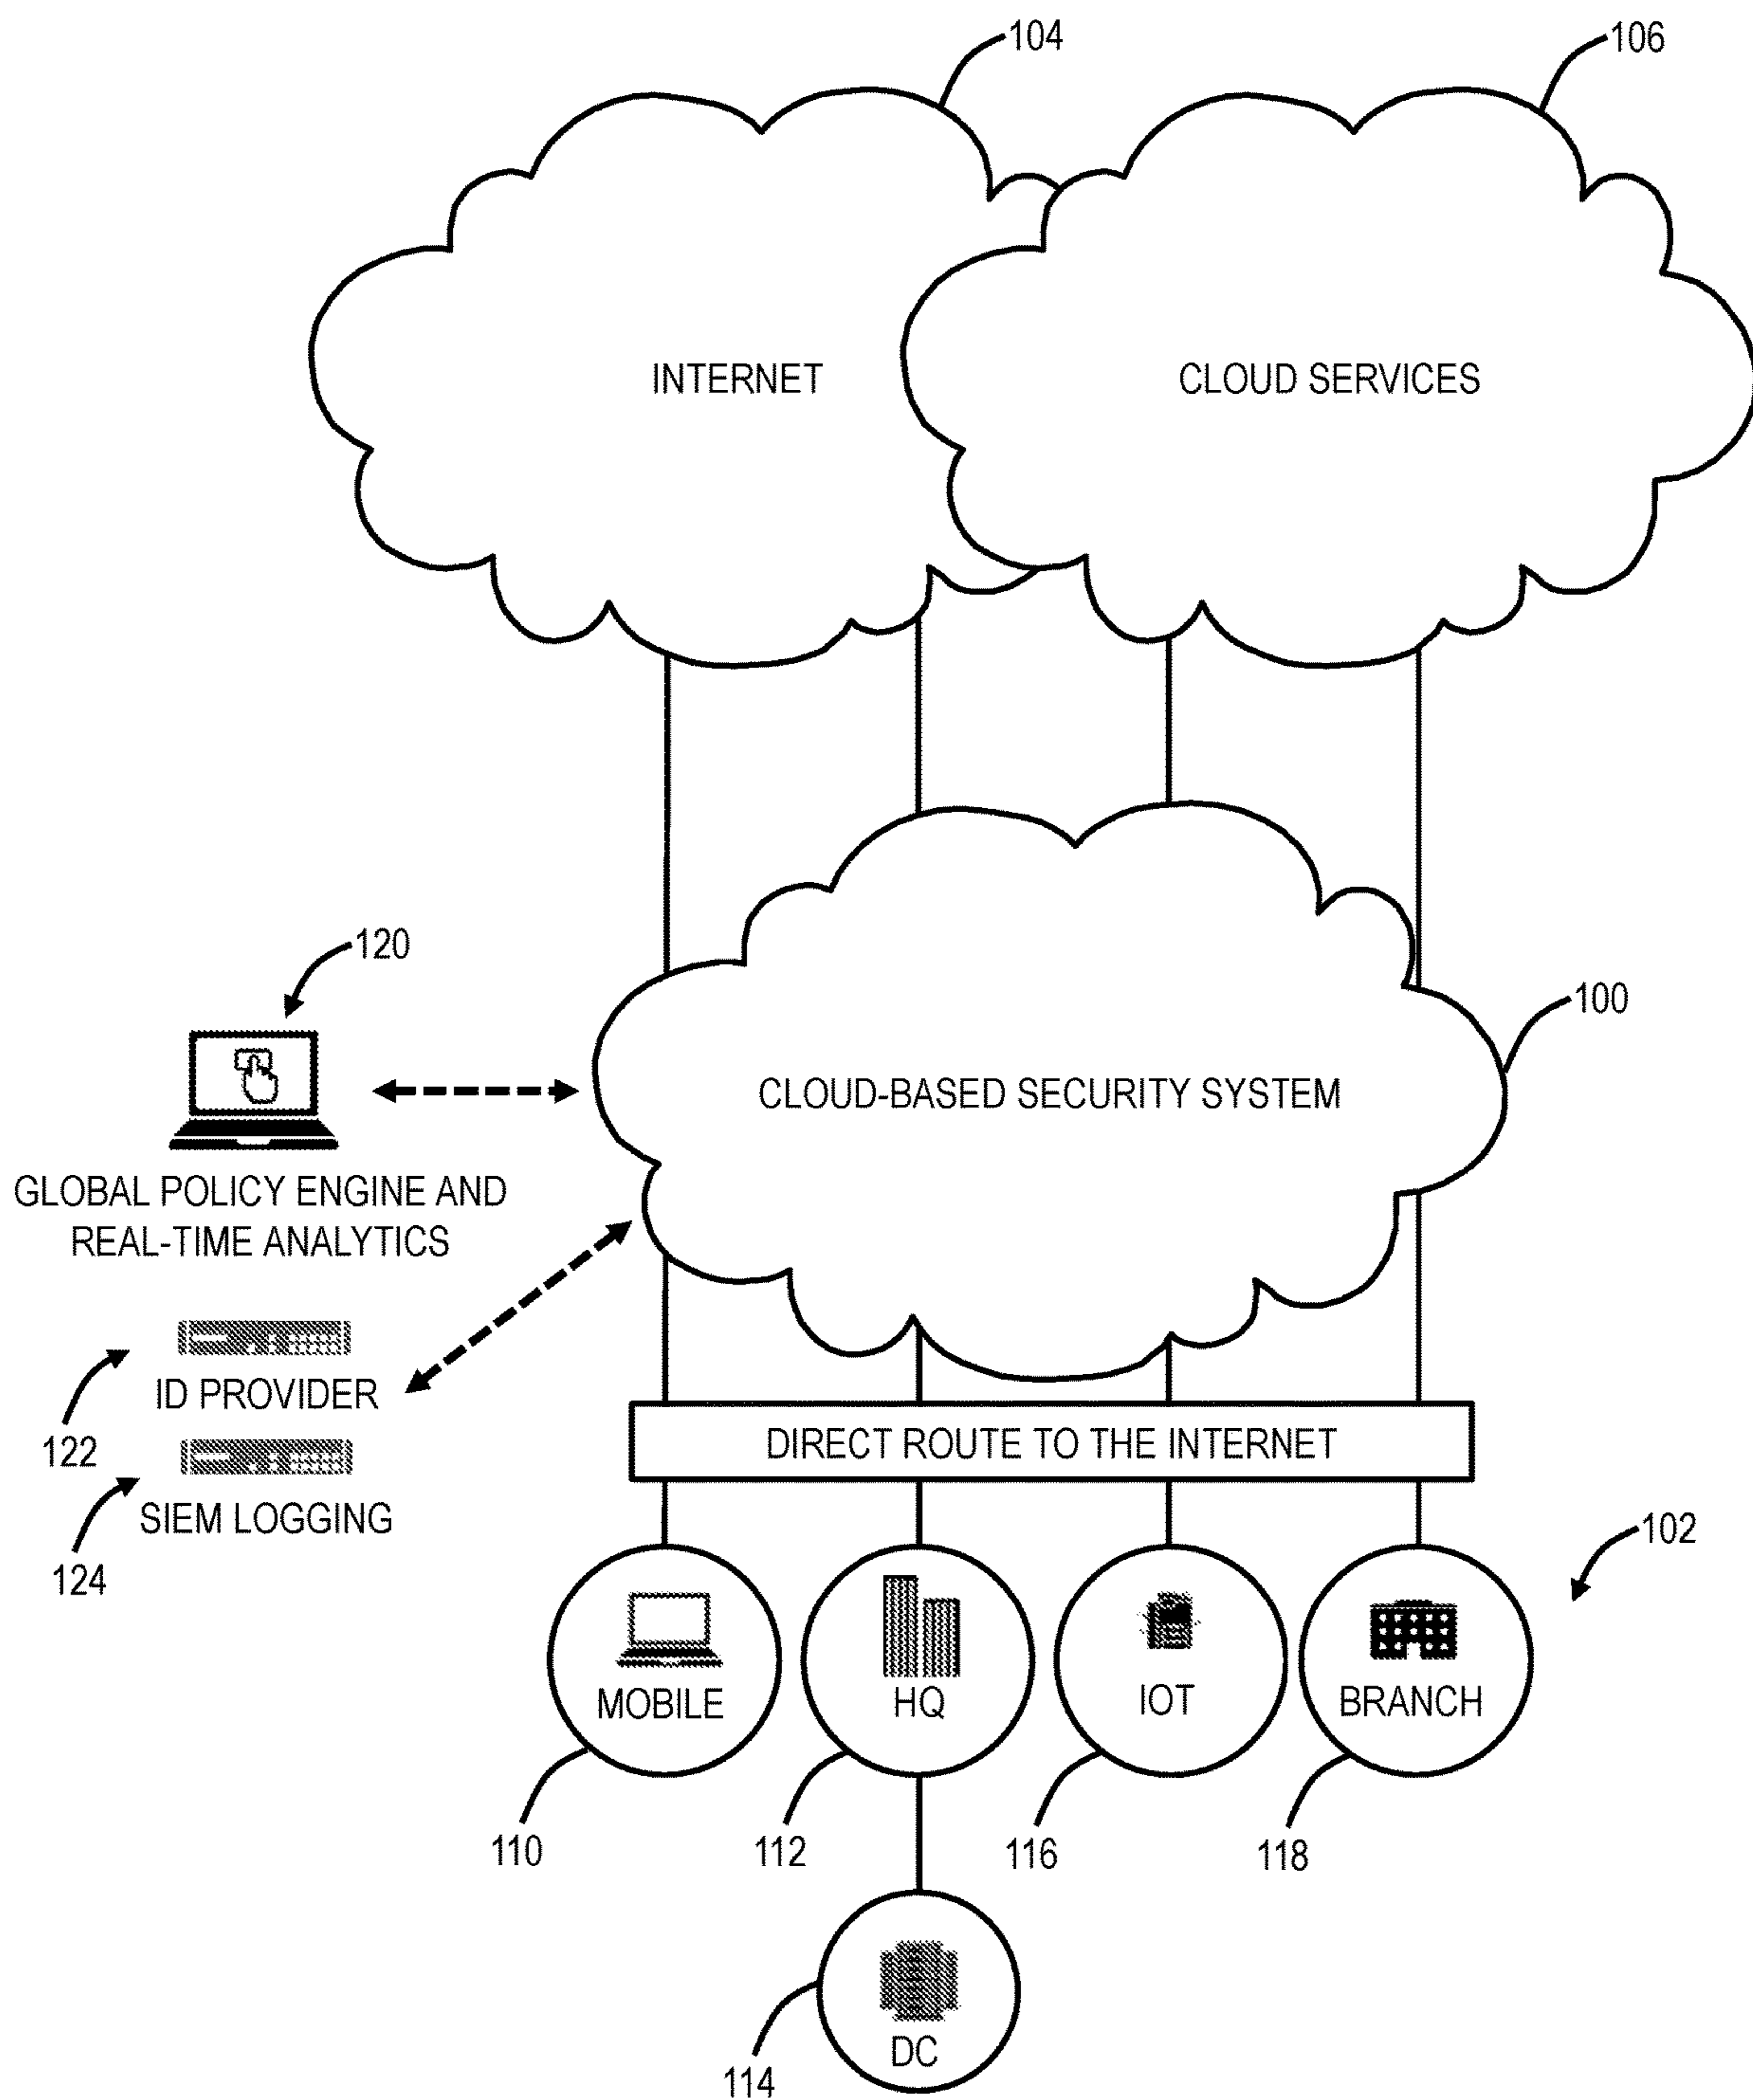 104
106
INTERNET
CLOUD SERVICES
120
100
CLOUD-BASED SECURITY SYSTEM
GLOBAL POLICY ENGINE AND
REAL-TIME ANALYTICS
ID PROVIDER
122
DIRECT ROUTE TO THE INTERNET
SIEM LOGGING
124
102
MOBILE
HQ
IOT
BRANCH
110
112
116
118
DC
114